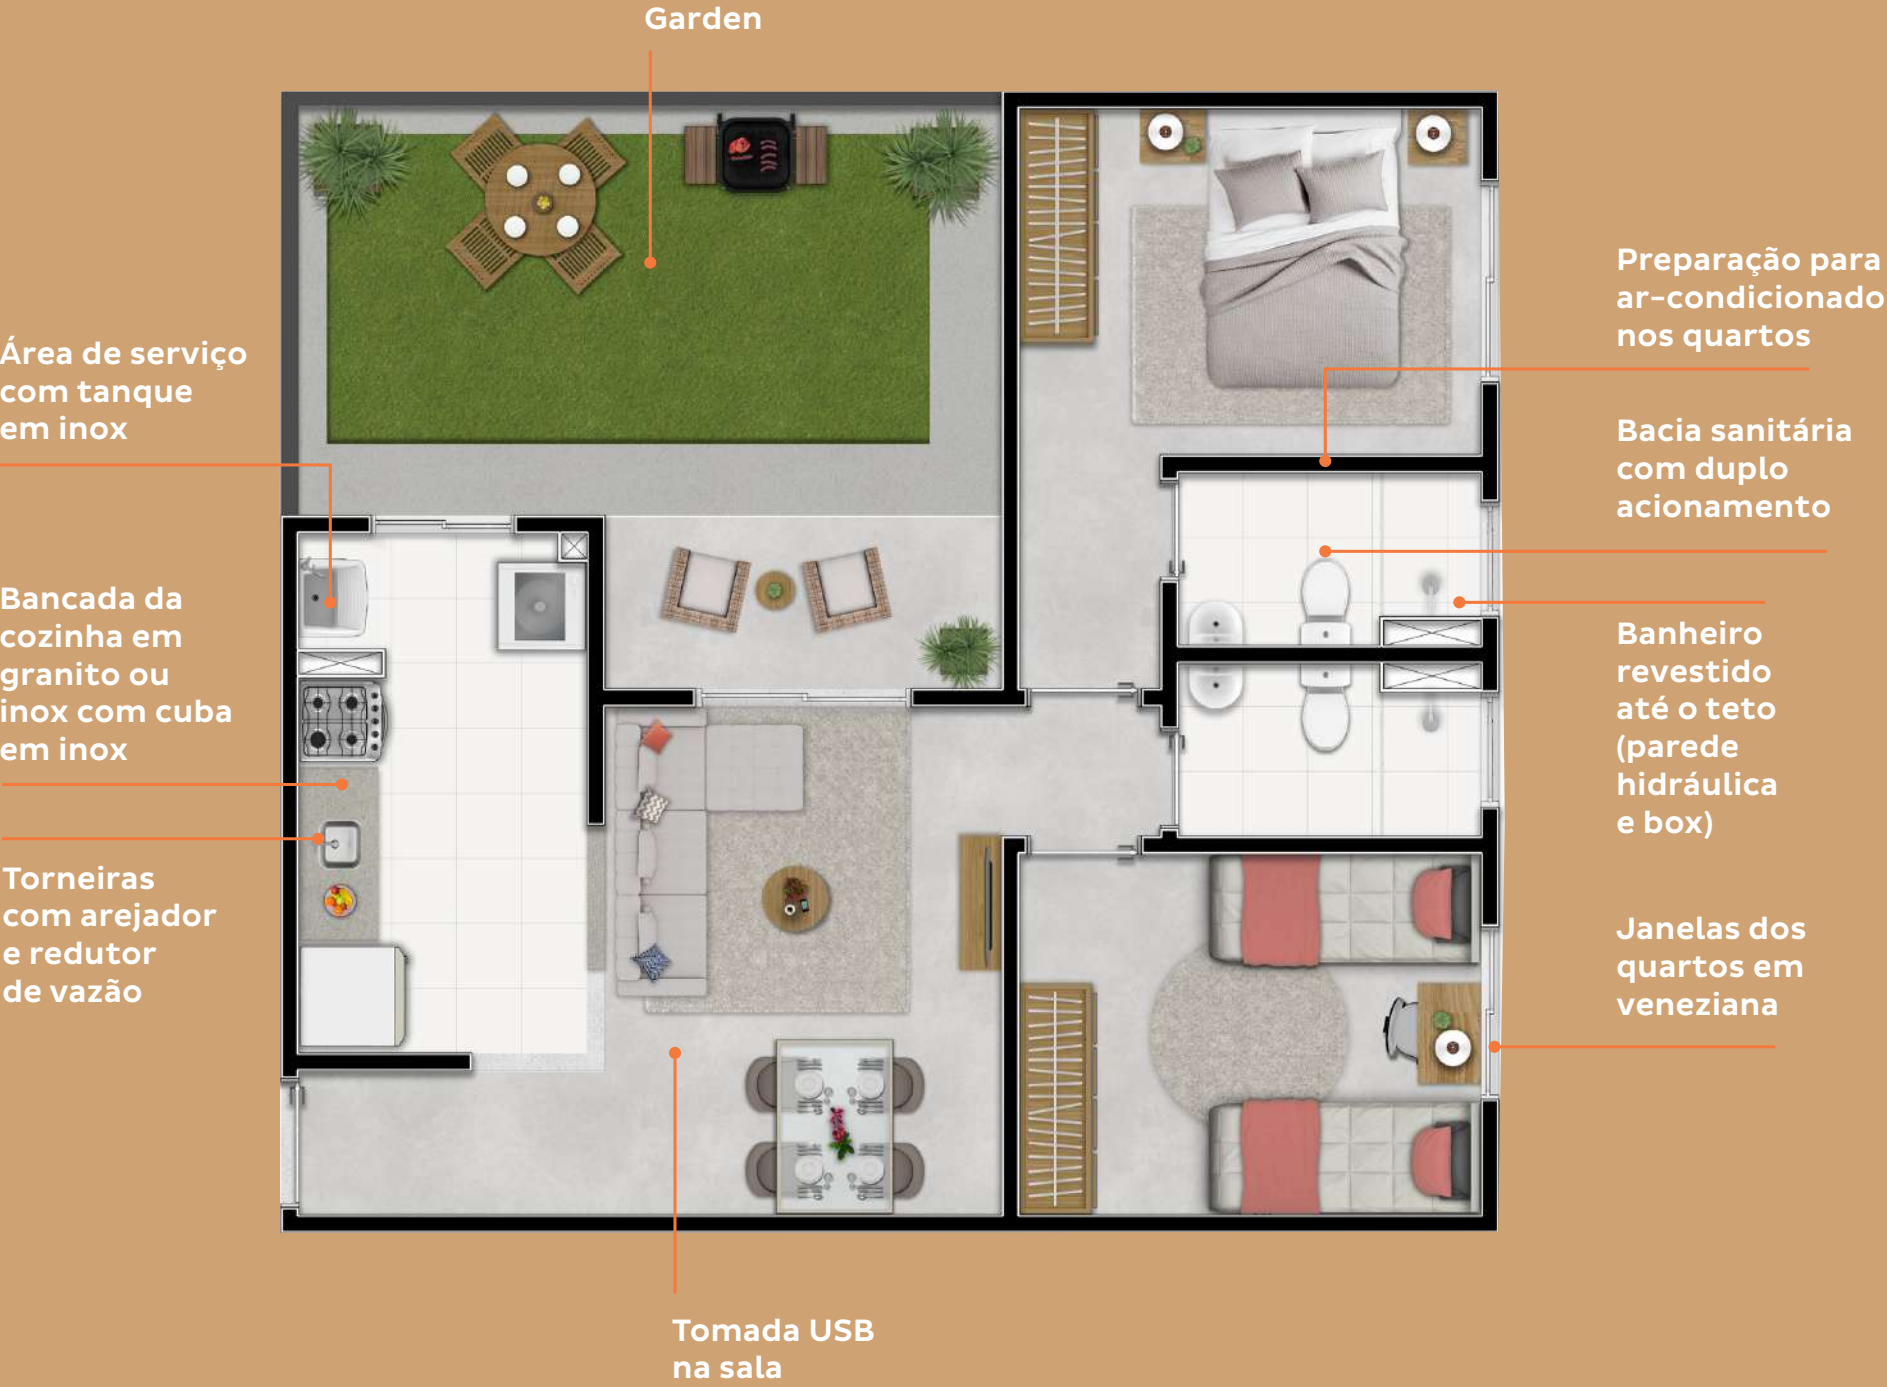 Garden
Área de serviço
com tanque
em inox
Bancada da
cozinha em
granito ou
inox com cuba
em inox
Torneiras
com arejador
e redutor
de vazão
Preparação para
ar-condicionado
nos quartos
Bacia sanitária
com duplo
acionamento
Banheiro
revestido
até o teto
(parede
hidráulica
e box)
Janelas dos
quartos em
veneziana
Tomada USB
na sala